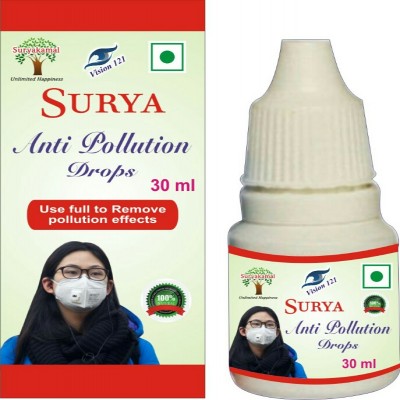 Suryakamal
Unlimited Happiness
Vision 121
SURYA
Anti Pollution
Drops
30 ml
Use full to Remove
pollution effects
100%
Suryakamal
Unlimited Happiness
Vision 121
SURYA
Anti Pollution
Drops
30 ml